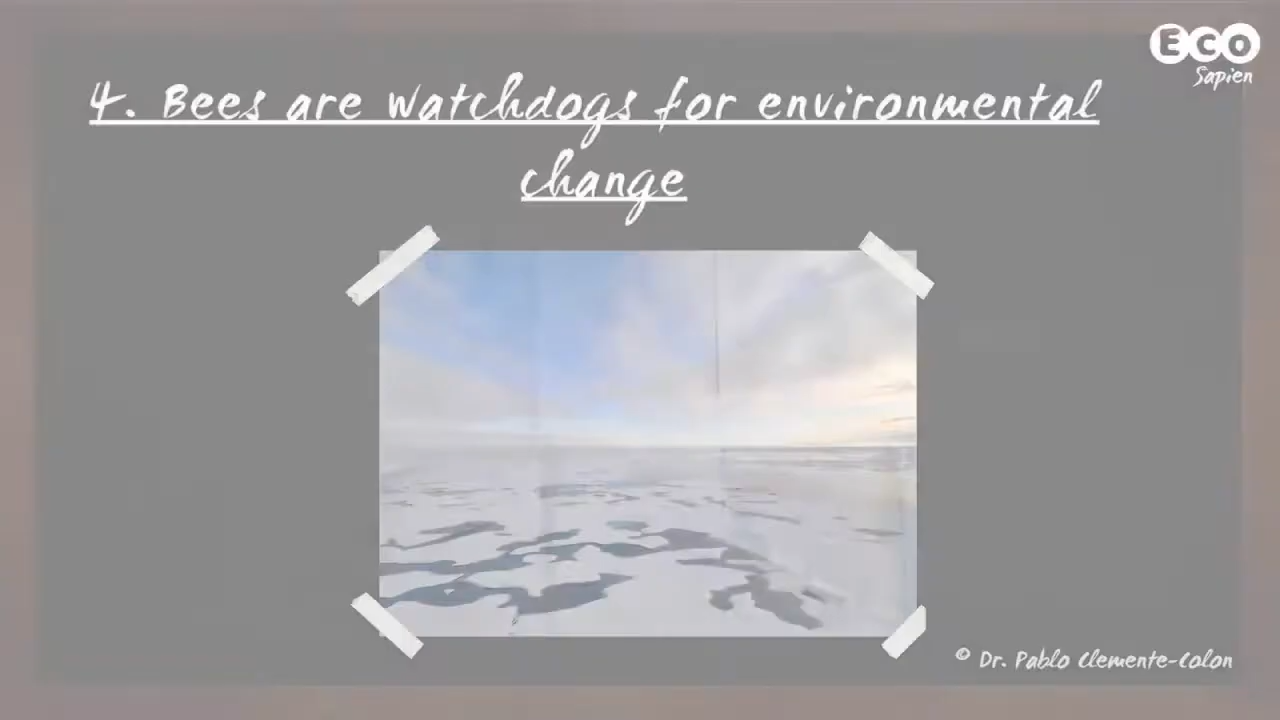 ECO
Sapien
4. Bees are watchdogs for environmental
change
© Dr. Pablo Clemente-Colon